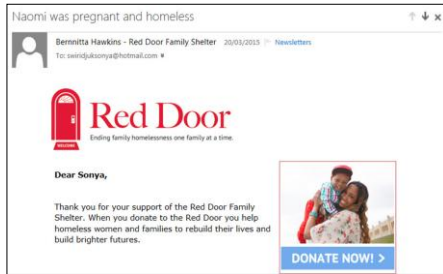 Naomi was pregnant and homeless
Bernnitta Hawkins - Red Door Family Shelter 20/03/2015 Newsletters
To: swiridjuksonya@hotmail.com
Red Door
Ending family homelessness one family at a time.
WELCOME
Dear Sonya,
Thank you for your support of the Red Door Family
Shelter. When you donate to the Red Door you help
homeless women and families to rebuild their lives and
build brighter futures.
DONATE NOW! >